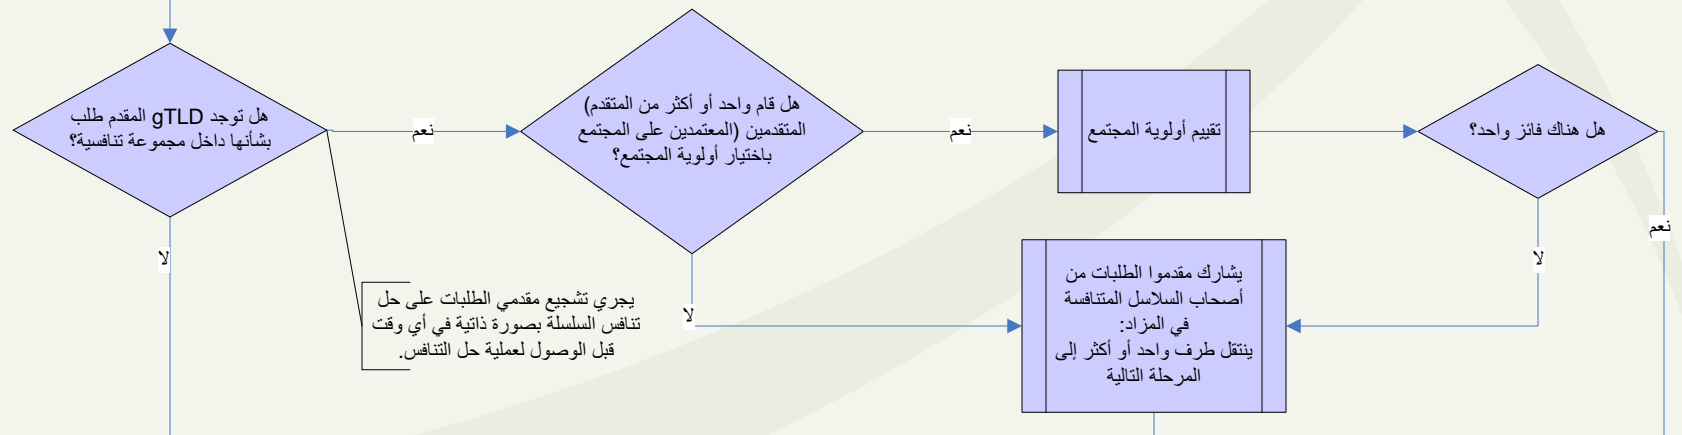 هل توجد gTLD المقدم طلب
بشأنها داخل مجموعة تنافسية؟
نعم
هل قام واحد أو أكثر من المتقدم)
المتقدمين (المعتمدين على المجتمع
باختيار أولوية المجتمع؟
نعم
تقييم أولوية المجتمع
هل هناك فائز واحد؟
نعم
لا
لا
لا
يجري تشجيع مقدمي الطلبات على حل
تنافس السلسلة بصورة ذاتية في أي وقت
قبل الوصول لعملية حل التنافس.
يشارك مقدموا الطلبات من
أصحاب السلاسل المتنافسة
في المزاد:
ينتقل طرف واحد أو أكثر إلى
المرحلة التالية